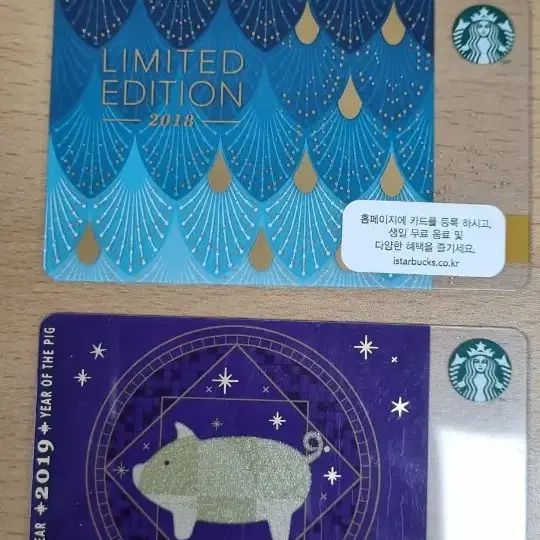 LIMITED
EDITION
2018
홈페이지에 카드를 등록 하시고,
생일 무료 음료 및
다양한 혜택을 즐기세요.
istarbucks.co.kr
YEAR 2019 YEAR OF THE PIG